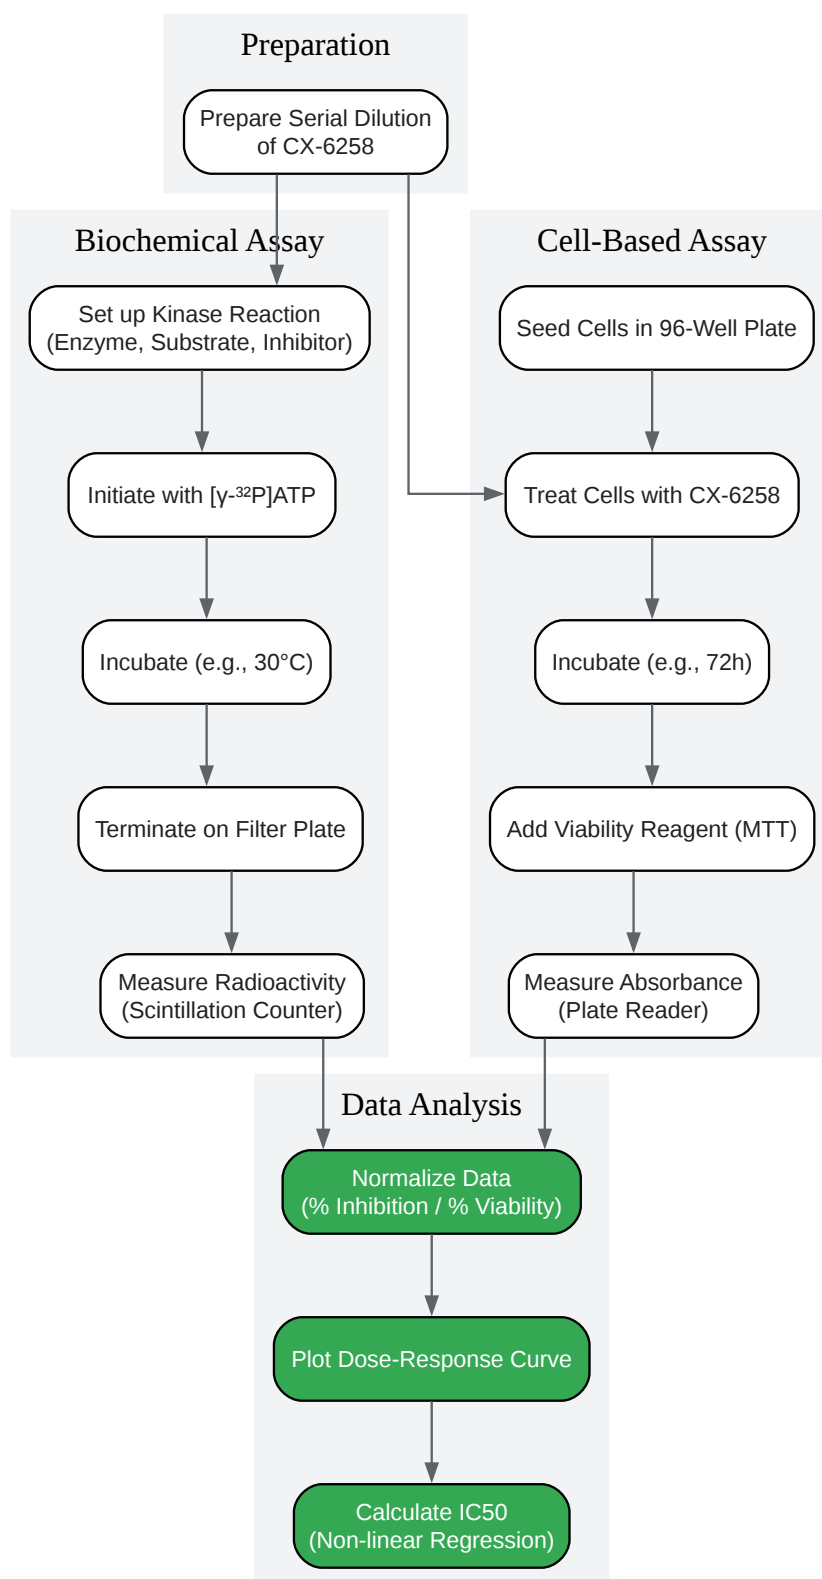 Preparation
Prepare Serial Dilution
of CX-6258
Biochemical Assay
Set up Kinase Reaction
(Enzyme, Substrate, Inhibitor)
Initiate with [γ-³²P]ATP
Incubate (e.g., 30°C)
Terminate on Filter Plate
Measure Radioactivity
(Scintillation Counter)
Cell-Based Assay
Seed Cells in 96-Well Plate
Treat Cells with CX-6258
Incubate (e.g., 72h)
Add Viability Reagent (MTT)
Measure Absorbance
(Plate Reader)
Data Analysis
Normalize Data
(% Inhibition / % Viability)
Plot Dose-Response Curve
Calculate IC50
(Non-linear Regression)